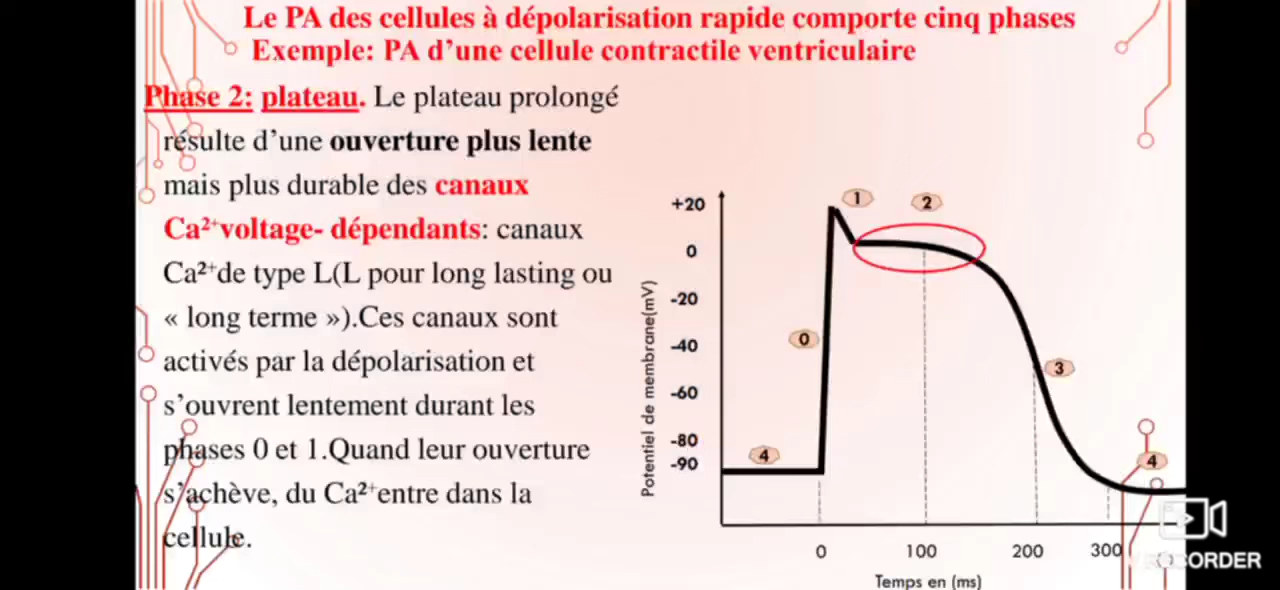 Le PA des cellules à dépolarisation rapide comporte cinq phases
Exemple: PA d’une cellule contractile ventriculaire
Phase 2: plateau. Le plateau prolongé
résulte d’une ouverture plus lente
mais plus durable des canaux
Ca²⁺voltage- dépendants: canaux
Ca²⁺de type L(L pour long lasting ou
« long terme »).Ces canaux sont
activés par la dépolarisation et
s’ouvrent lentement durant les
phases 0 et 1.Quand leur ouverture
s’achève, du Ca²⁺entre dans la
cellule.
Potentiel de membrane(mV)
+20
0
-20
-40
-60
-80
-90
4
0
1
2
3
4
0
100
200
300
Temps en (ms)